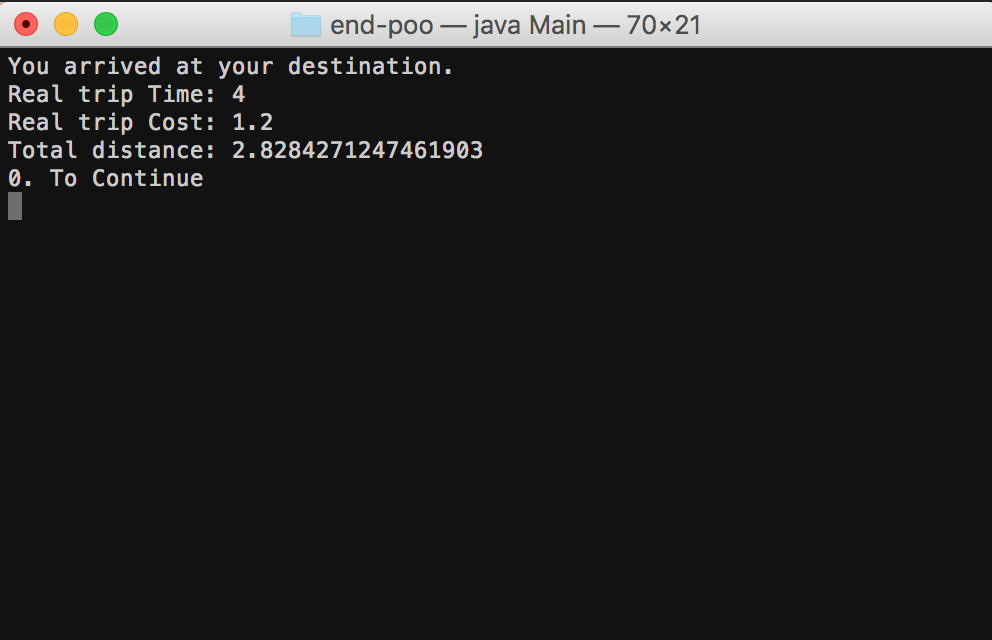 end-poo — java Main — 70×21
You arrived at your destination.
Real trip Time: 4
Real trip Cost: 1.2
Total distance: 2.8284271247461903
0. To Continue